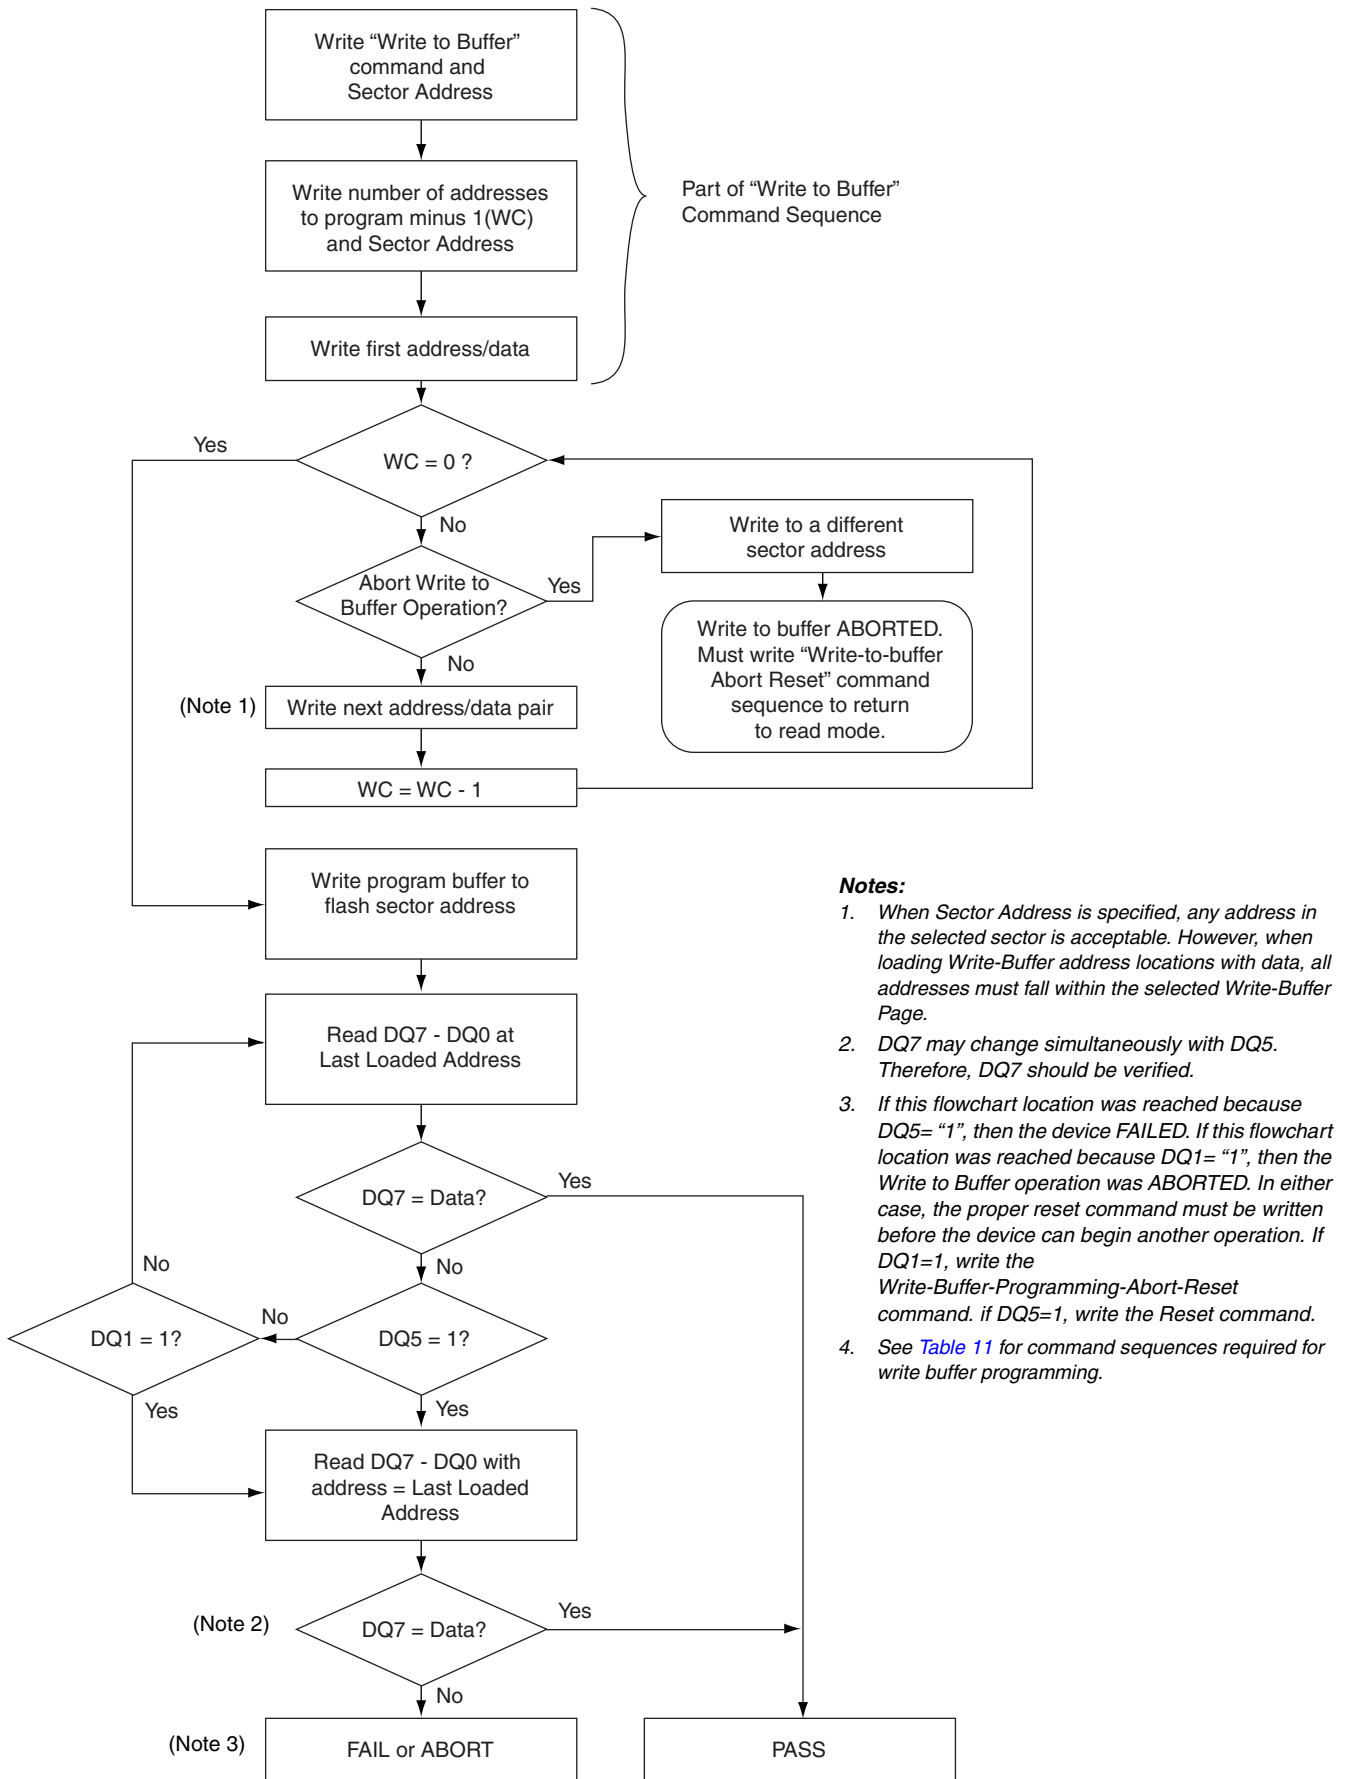 Write “Write to Buffer”
command and
Sector Address
Write number of addresses
to program minus 1(WC)
and Sector Address
Part of “Write to Buffer”
Command Sequence
Write first address/data
Yes
WC = 0 ?
No
Write to a different
sector address
Abort Write to
Buffer Operation?
Yes
Write to buffer ABORTED.
Must write “Write-to-buffer
Abort Reset” command
sequence to return
to read mode.
No
(Note 1)
Write next address/data pair
WC = WC - 1
Write program buffer to
flash sector address
Read DQ7 - DQ0 at
Last Loaded Address
DQ7 = Data?
Yes
No
No
DQ1 = 1?
No
DQ5 = 1?
Yes
Yes
Read DQ7 - DQ0 with
address = Last Loaded
Address
(Note 2)
DQ7 = Data?
Yes
No
(Note 3)
FAIL or ABORT
PASS
Notes:
1. When Sector Address is specified, any address in
the selected sector is acceptable. However, when
loading Write-Buffer address locations with data, all
addresses must fall within the selected Write-Buffer
Page.
2. DQ7 may change simultaneously with DQ5.
Therefore, DQ7 should be verified.
3. If this flowchart location was reached because
DQ5= “1”, then the device FAILED. If this flowchart
location was reached because DQ1= “1”, then the
Write to Buffer operation was ABORTED. In either
case, the proper reset command must be written
before the device can begin another operation. If
DQ1=1, write the
Write-Buffer-Programming-Abort-Reset
command. if DQ5=1, write the Reset command.
4. See Table 11 for command sequences required for
write buffer programming.